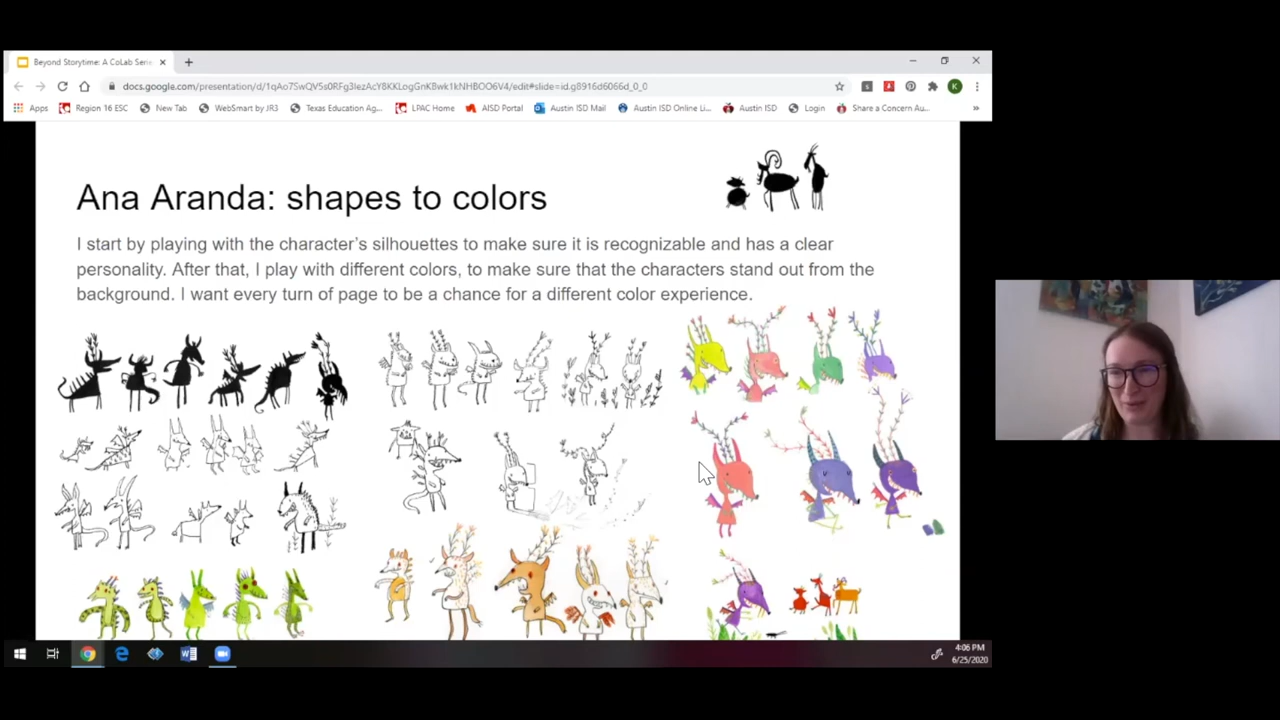 Beyond Storytime: A CoLab Serie
docs.google.com/presentation/d/1qAo7SwQV5s0RFg3IezAcY8KKLogGnK8wk1kNHBOO6V4/edit#slide=id.g8916d6066d_0_0
K
Apps Region 16 ESC New Tab WebSmart by JR3 Texas Education Ag... LPAC Home AISD Portal Austin ISD Mail Austin ISD Online Li... Austin ISD Login Share a Concern Au... »
Ana Aranda: shapes to colors
I start by playing with the character’s silhouettes to make sure it is recognizable and has a clear
personality. After that, I play with different colors, to make sure that the characters stand out from the
background. I want every turn of page to be a chance for a different color experience.
4:06 PM
6/25/2020